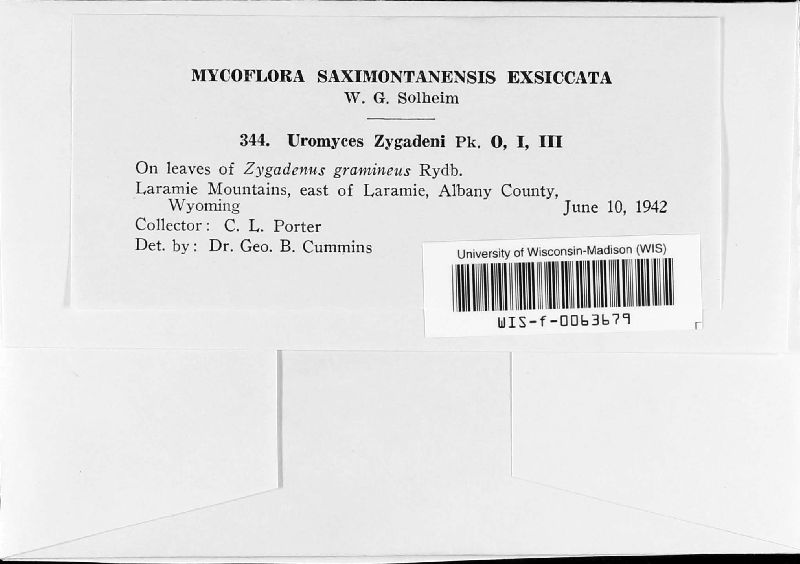 MYCOFLORA SAXIMONTANENSIS EXSICCATA
W. G. Solheim
344. Uromyces Zygadeni Pk. O, I, III
On leaves of Zygadenus gramineus Rydb.
Laramie Mountains, east of Laramie, Albany County,
Wyoming June 10, 1942
Collector: C. L. Porter
Det. by: Dr. Geo. B. Cummins
University of Wisconsin-Madison (WIS)
WIS-f-0063679